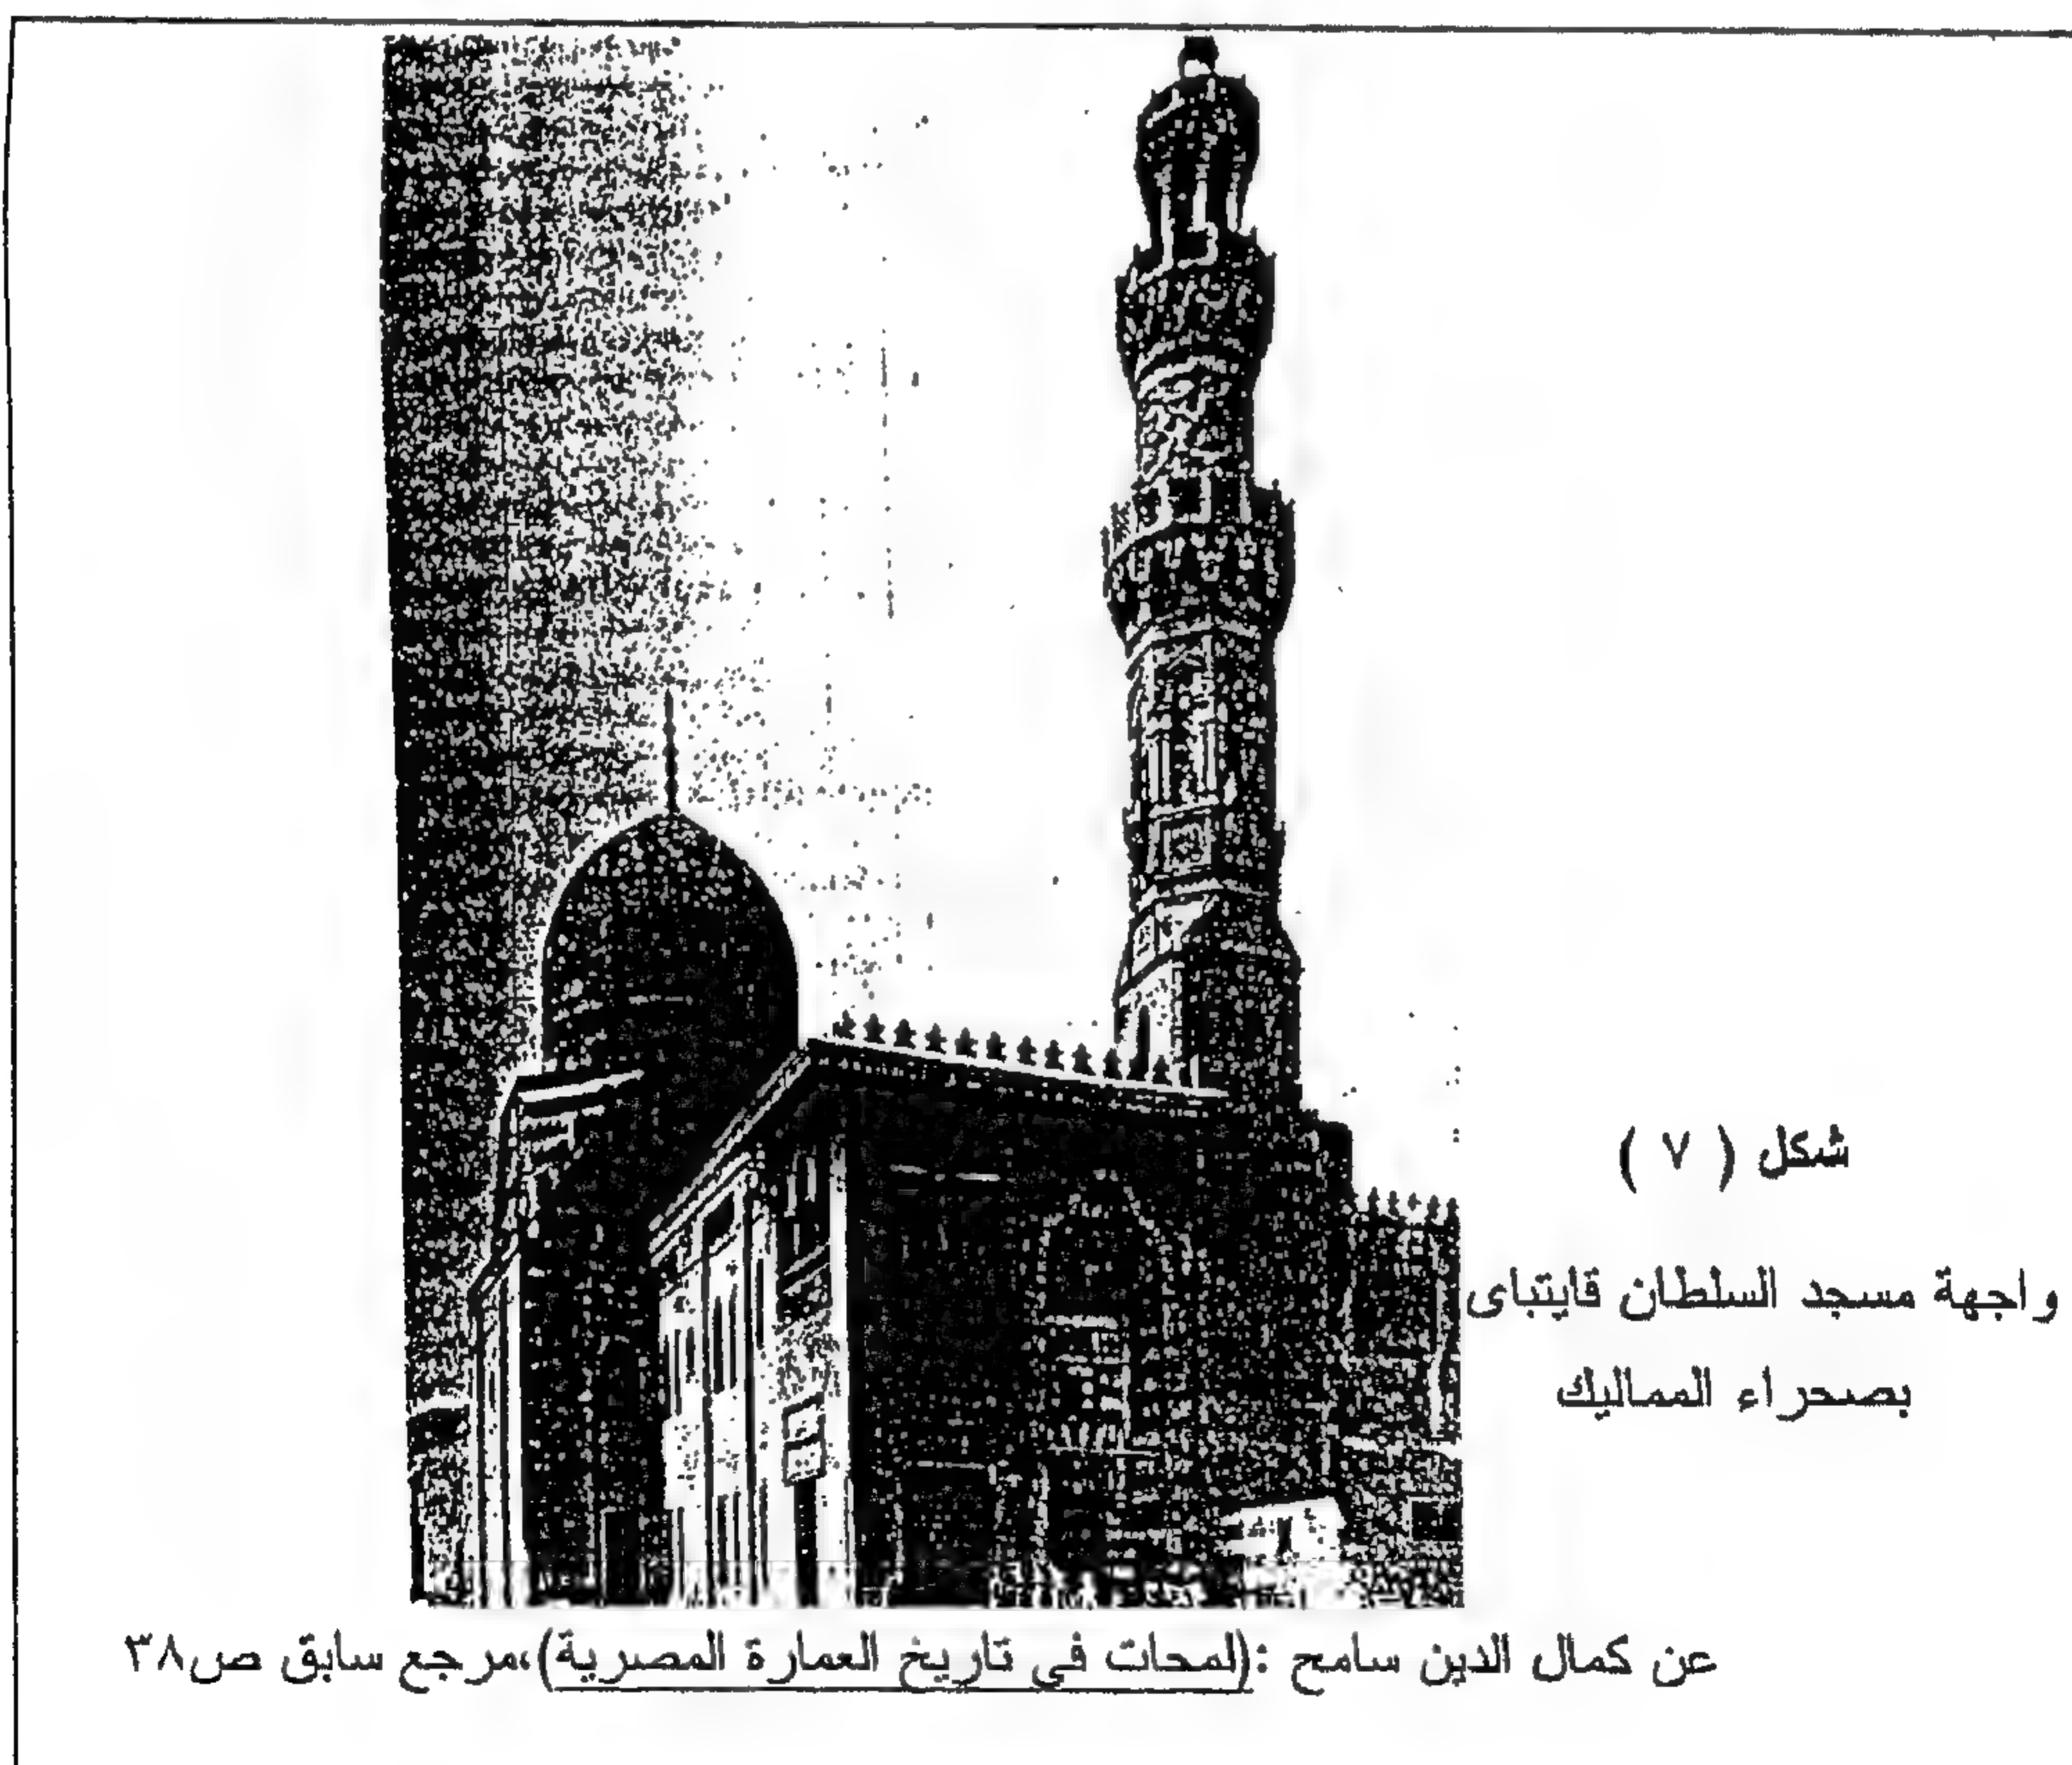 شكل ( ٧ )
واجهة مسجد السلطان قايتباى
بصحراء المماليك
عن كمال الدين سامح :(لمحات في تاريخ العمارة المصرية)،مرجع سابق ص٣٨